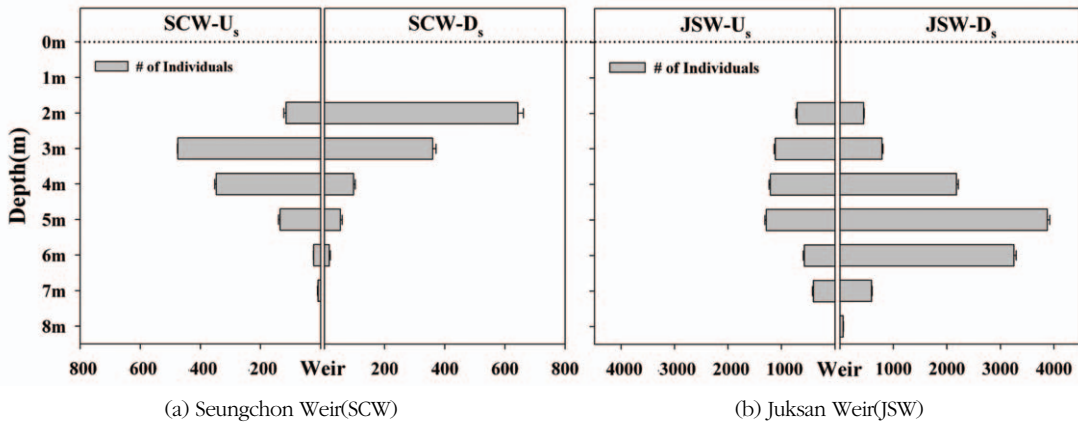 SCW-Us SCW-Ds JSW-Us JSW-Ds
0m
# of Individuals # of Individuals
1m
2m
3m
Depth(m)
4m
5m
6m
7m
8m
800 600 400 200 Weir 200 400 600 800 4000 3000 2000 1000 Weir 1000 2000 3000 4000
(a) Seungchon Weir(SCW) (b) Juksan Weir(JSW)